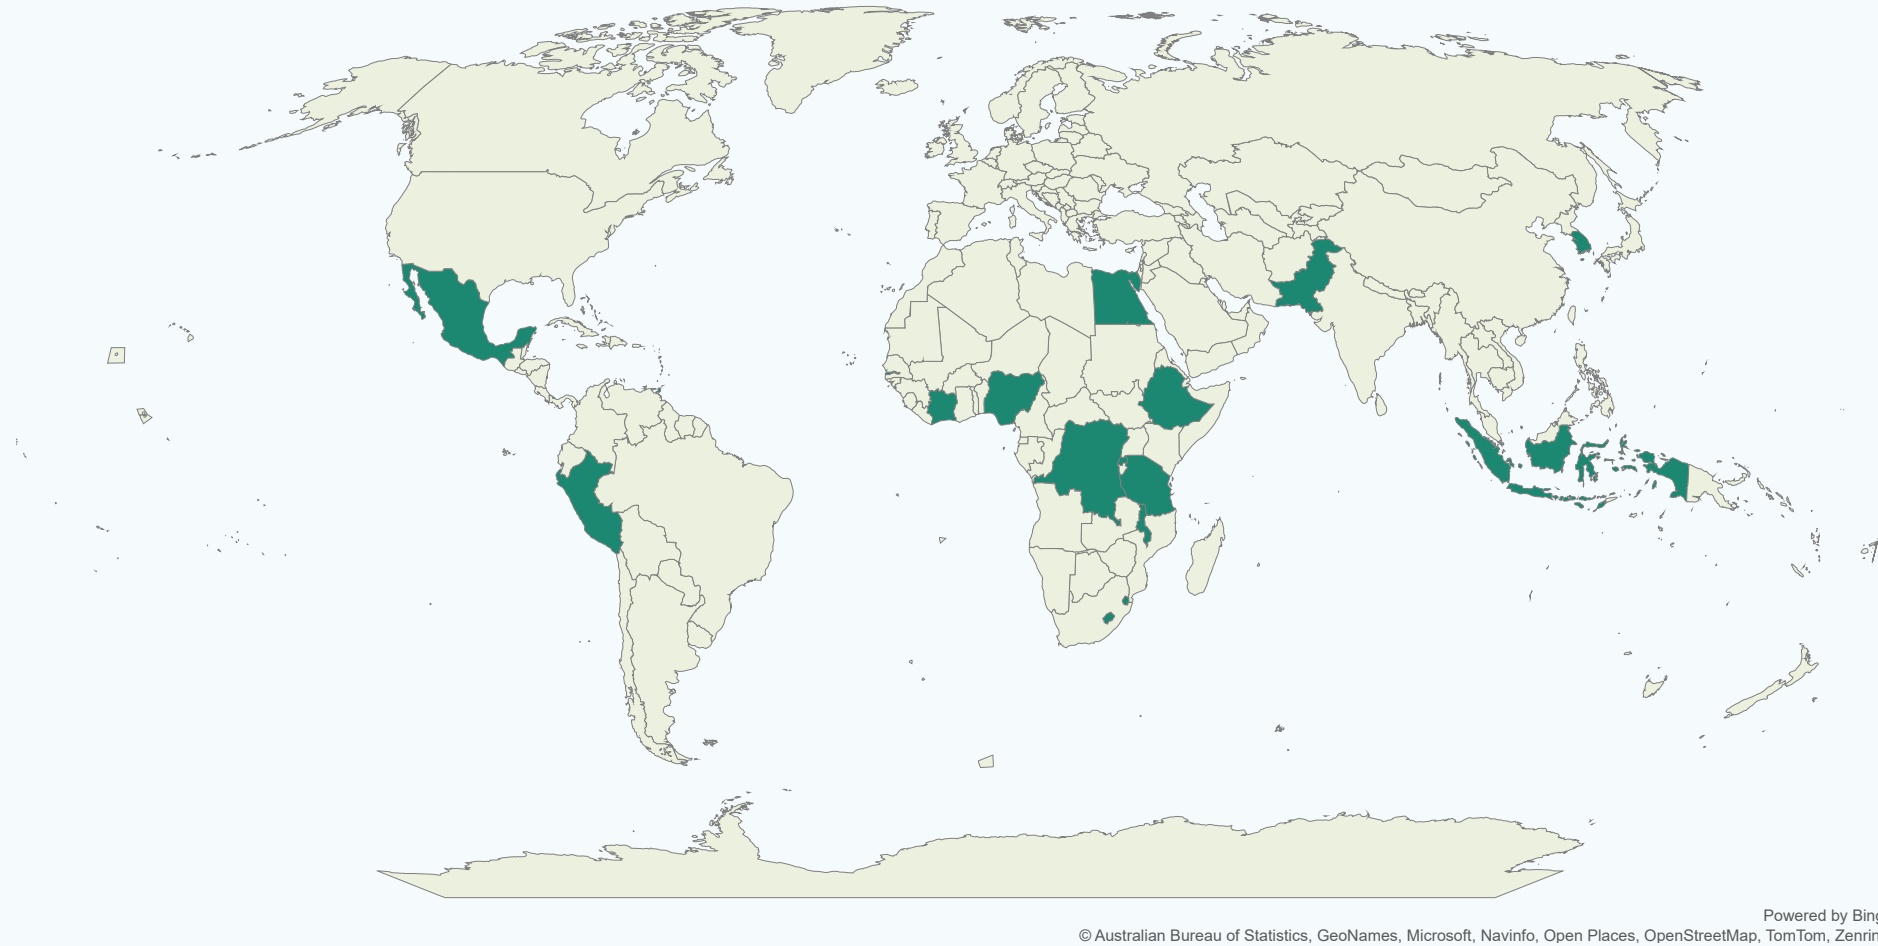 Powered by Bing
© Australian Bureau of Statistics, GeoNames, Microsoft, Navinfo, Open Places, OpenStreetMap, TomTom, Zenrin